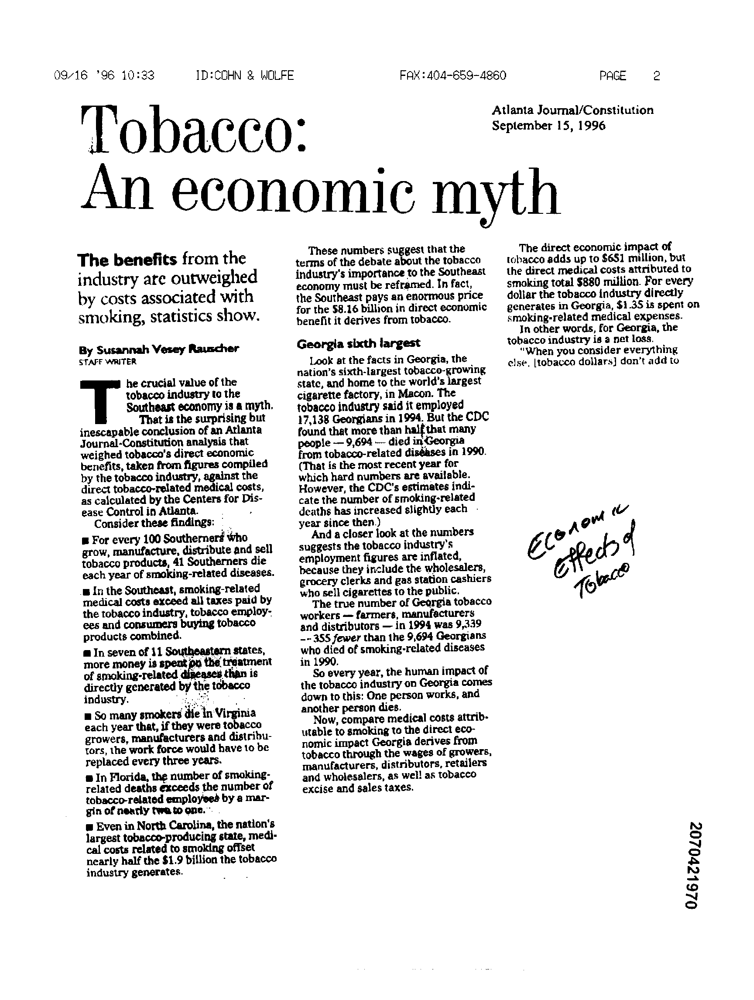 09/16 '96 10:33 ID:COHN & WOLFE FAX:404-659-4860 PAGE 2
Atlanta Journal/Constitution
September 15, 1996
Tobacco:
An economic myth
The benefits from the
industry are outweighed
by costs associated with
smoking, statistics show.
By Susannah Vesey Rauscher
STAFF WRITER
The crucial value of the
tobacco industry to the
Southeast economy is a myth.
That is the surprising but
inescapable conclusion of an Atlanta
Journal-Constitution analysis that
weighed tobacco's direct economic
benefits, taken from figures compiled
by the tobacco industry, against the
direct tobacco-related medical costs,
as calculated by the Centers for Dis-
ease Control in Atlanta.
Consider these findings:
■ For every 100 Southerners who
grow, manufacture, distribute and sell
tobacco products, 41 Southerners die
each year of smoking-related diseases.
■ In the Southeast, smoking-related
medical costs exceed all taxes paid by
the tobacco industry, tobacco employ-
ees and consumers buying tobacco
products combined.
■ In seven of 11 Southeastern states,
more money is spent on the treatment
of smoking-related diseases than is
directly generated by the tobacco
industry.
■ So many smokers die in Virginia
each year that, if they were tobacco
growers, manufacturers and distribu-
tors, the work force would have to be
replaced every three years.
■ In Florida, the number of smoking-
related deaths exceeds the number of
tobacco-related employees by a mar-
gin of nearly two to one.
■ Even in North Carolina, the nation's
largest tobacco-producing state, medi-
cal costs related to smoking offset
nearly half the $1.9 billion the tobacco
industry generates.
These numbers suggest that the
terms of the debate about the tobacco
industry's importance to the Southeast
economy must be reframed. In fact,
the Southeast pays an enormous price
for the $8.16 billion in direct economic
benefit it derives from tobacco.
Georgia sixth largest
Look at the facts in Georgia, the
nation's sixth-largest tobacco-growing
state, and home to the world's largest
cigarette factory, in Macon. The
tobacco industry said it employed
17,138 Georgians in 1994. But the CDC
found that more than half that many
people — 9,694 — died in Georgia
from tobacco-related diseases in 1990.
(That is the most recent year for
which hard numbers are available.
However, the CDC's estimates indi-
cate the number of smoking-related
deaths has increased slightly each
year since then.)
And a closer look at the numbers
suggests the tobacco industry's
employment figures are inflated,
because they include the wholesalers,
grocery clerks and gas station cashiers
who sell cigarettes to the public.
The true number of Georgia tobacco
workers — farmers, manufacturers
and distributors — in 1994 was 9,339
-- 355 fewer than the 9,694 Georgians
who died of smoking-related diseases
in 1990.
So every year, the human impact of
the tobacco industry on Georgia comes
down to this: One person works, and
another person dies.
Now, compare medical costs attrib-
utable to smoking to the direct eco-
nomic impact Georgia derives from
tobacco through the wages of growers,
manufacturers, distributors, retailers
and wholesalers, as well as tobacco
excise and sales taxes.
The direct economic impact of
tobacco adds up to $651 million, but
the direct medical costs attributed to
smoking total $880 million. For every
dollar the tobacco industry directly
generates in Georgia, $1.35 is spent on
smoking-related medical expenses.
In other words, for Georgia, the
tobacco industry is a net loss.
"When you consider everything
else, [tobacco dollars] don't add to
Economic
Effects of
Tobacco
2070421970